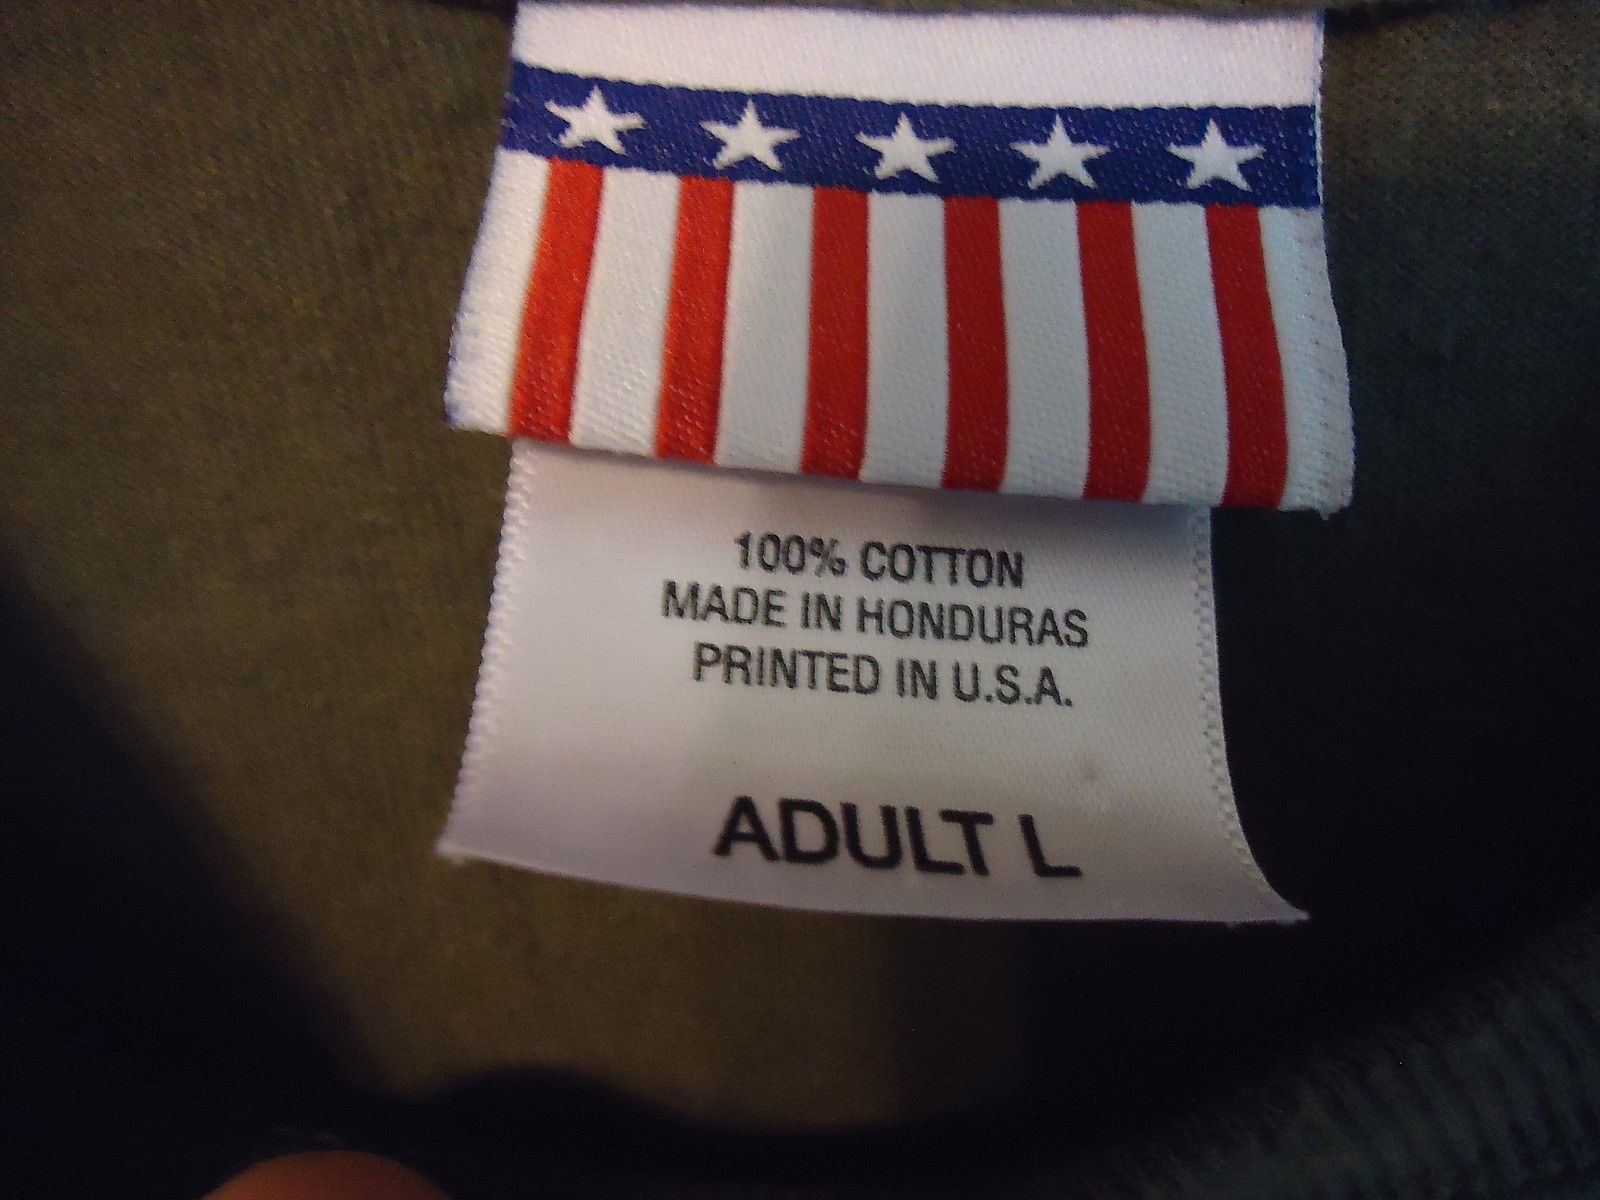 100% COTTON
MADE IN HONDURAS
PRINTED IN U.S.A.
ADULT L